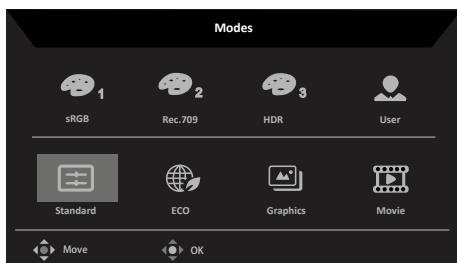 Modes
1 2 3
sRGB Rec.709 HDR User
Standard ECO Graphics Movie
Move OK